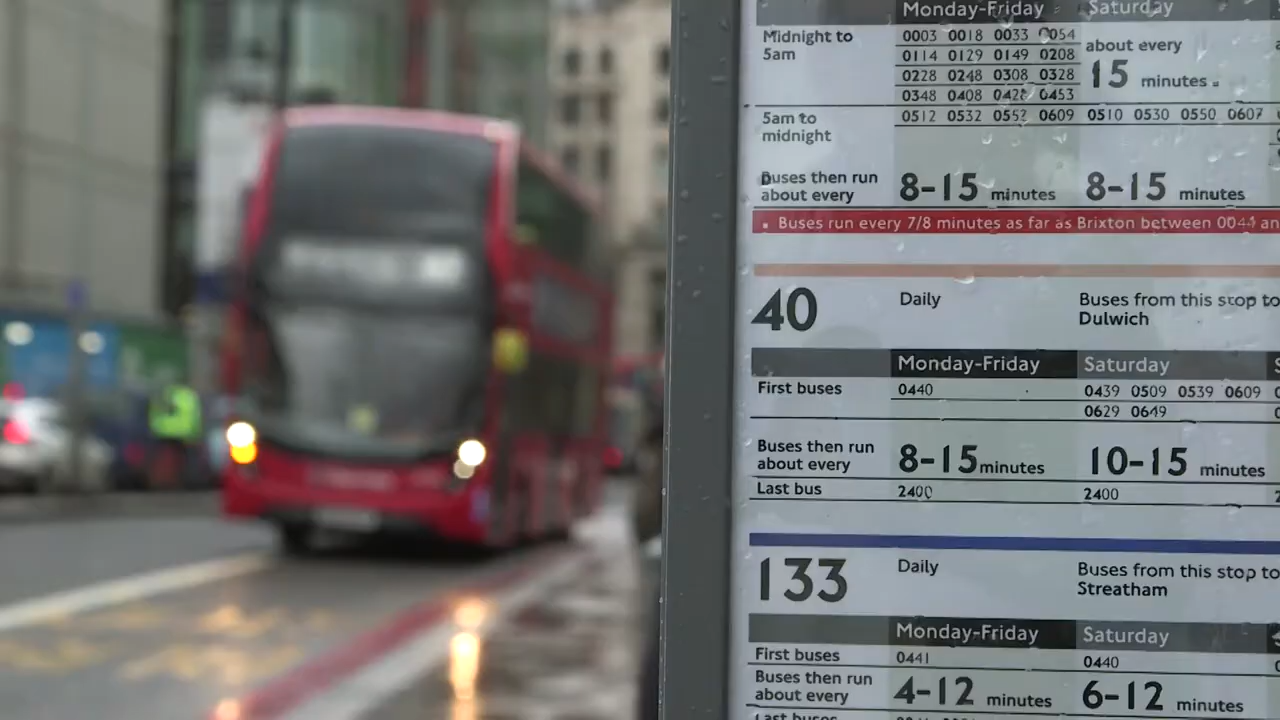 Monday-Friday Saturday
Midnight to 5am
0003 0018 0033 0054
0114 0129 0149 0208
0228 0248 0308 0328
0348 0408 0428 0453
about every
15 minutes
5am to midnight
0512 0532 0552 0609 0510 0530 0550 0607
Buses then run about every
8-15 minutes 8-15 minutes
Buses run every 7/8 minutes as far as Brixton between 0044 an
40 Daily Buses from this stop to
Dulwich
Monday-Friday Saturday
First buses 0440 0439 0509 0539 0609
0629 0649
Buses then run about every
8-15 minutes 10-15 minutes
Last bus 2400 2400
133 Daily Buses from this stop to
Streatham
Monday-Friday Saturday
First buses 0441 0440
Buses then run about every
4-12 minutes 6-12 minutes
Last buses